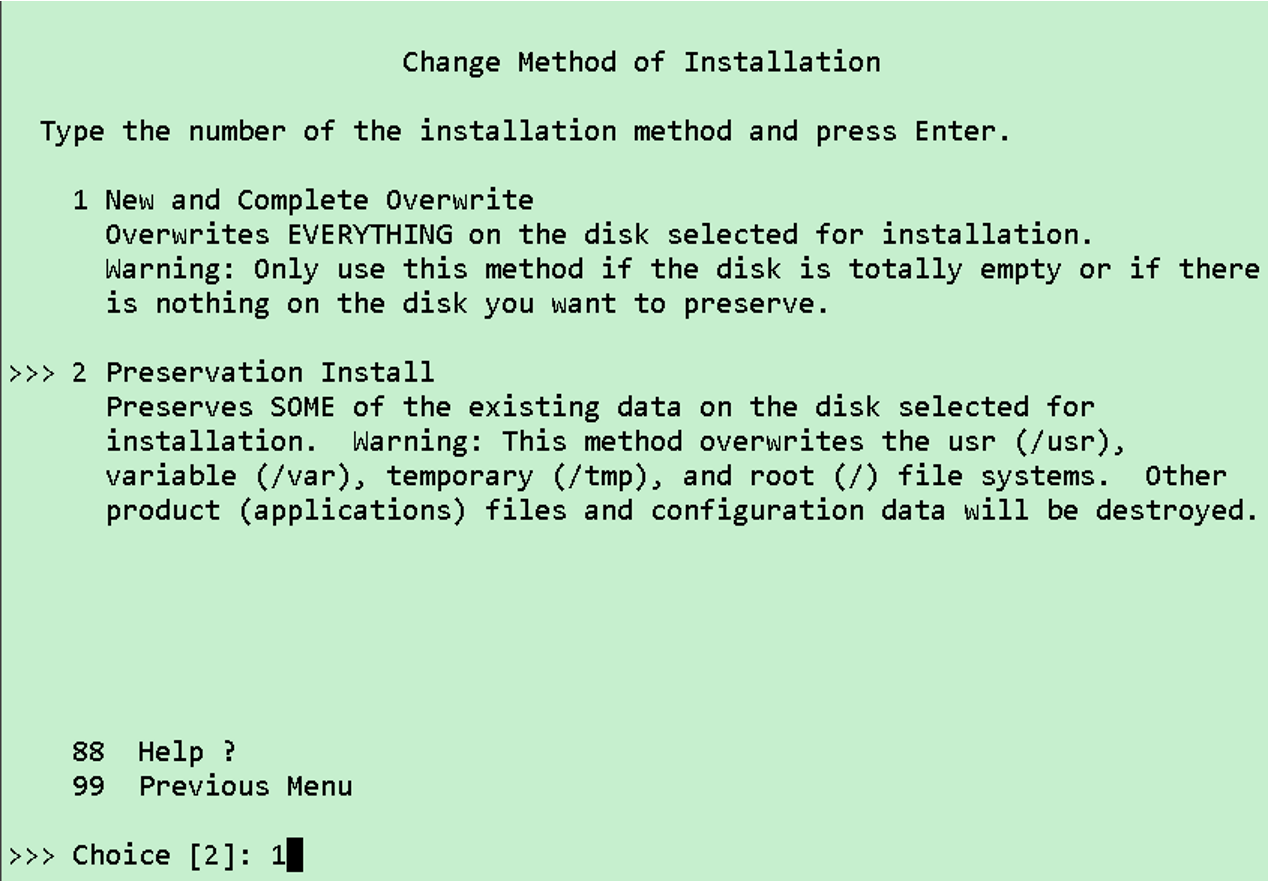 Change Method of Installation
Type the number of the installation method and press Enter.
1 New and Complete Overwrite
Overwrites EVERYTHING on the disk selected for installation.
Warning: Only use this method if the disk is totally empty or if there
is nothing on the disk you want to preserve.
>>> 2 Preservation Install
Preserves SOME of the existing data on the disk selected for
installation.  Warning: This method overwrites the usr (/usr),
variable (/var), temporary (/tmp), and root (/) file systems.  Other
product (applications) files and configuration data will be destroyed.
88  Help ?
99  Previous Menu
>>> Choice [2]: 1